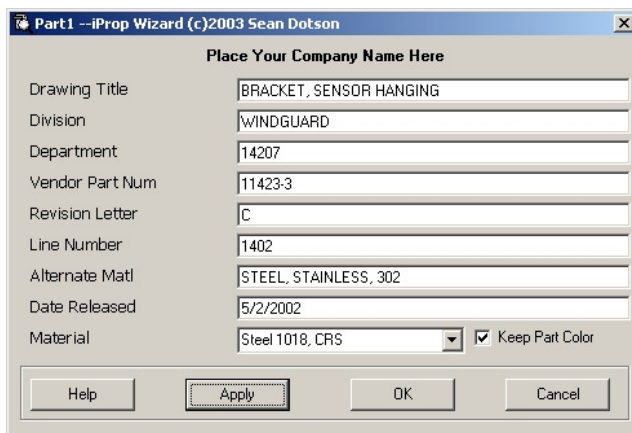 Part1 --iProp Wizard (c)2003 Sean Dotson
Place Your Company Name Here
Drawing Title BRACKET, SENSOR HANGING
Division WINDGUARD
Department 14207
Vendor Part Num 11423-3
Revision Letter C
Line Number 1402
Alternate Matl STEEL, STAINLESS, 302
Date Released 5/2/2002
Material Steel 1018, CRS Keep Part Color
Help Apply OK Cancel